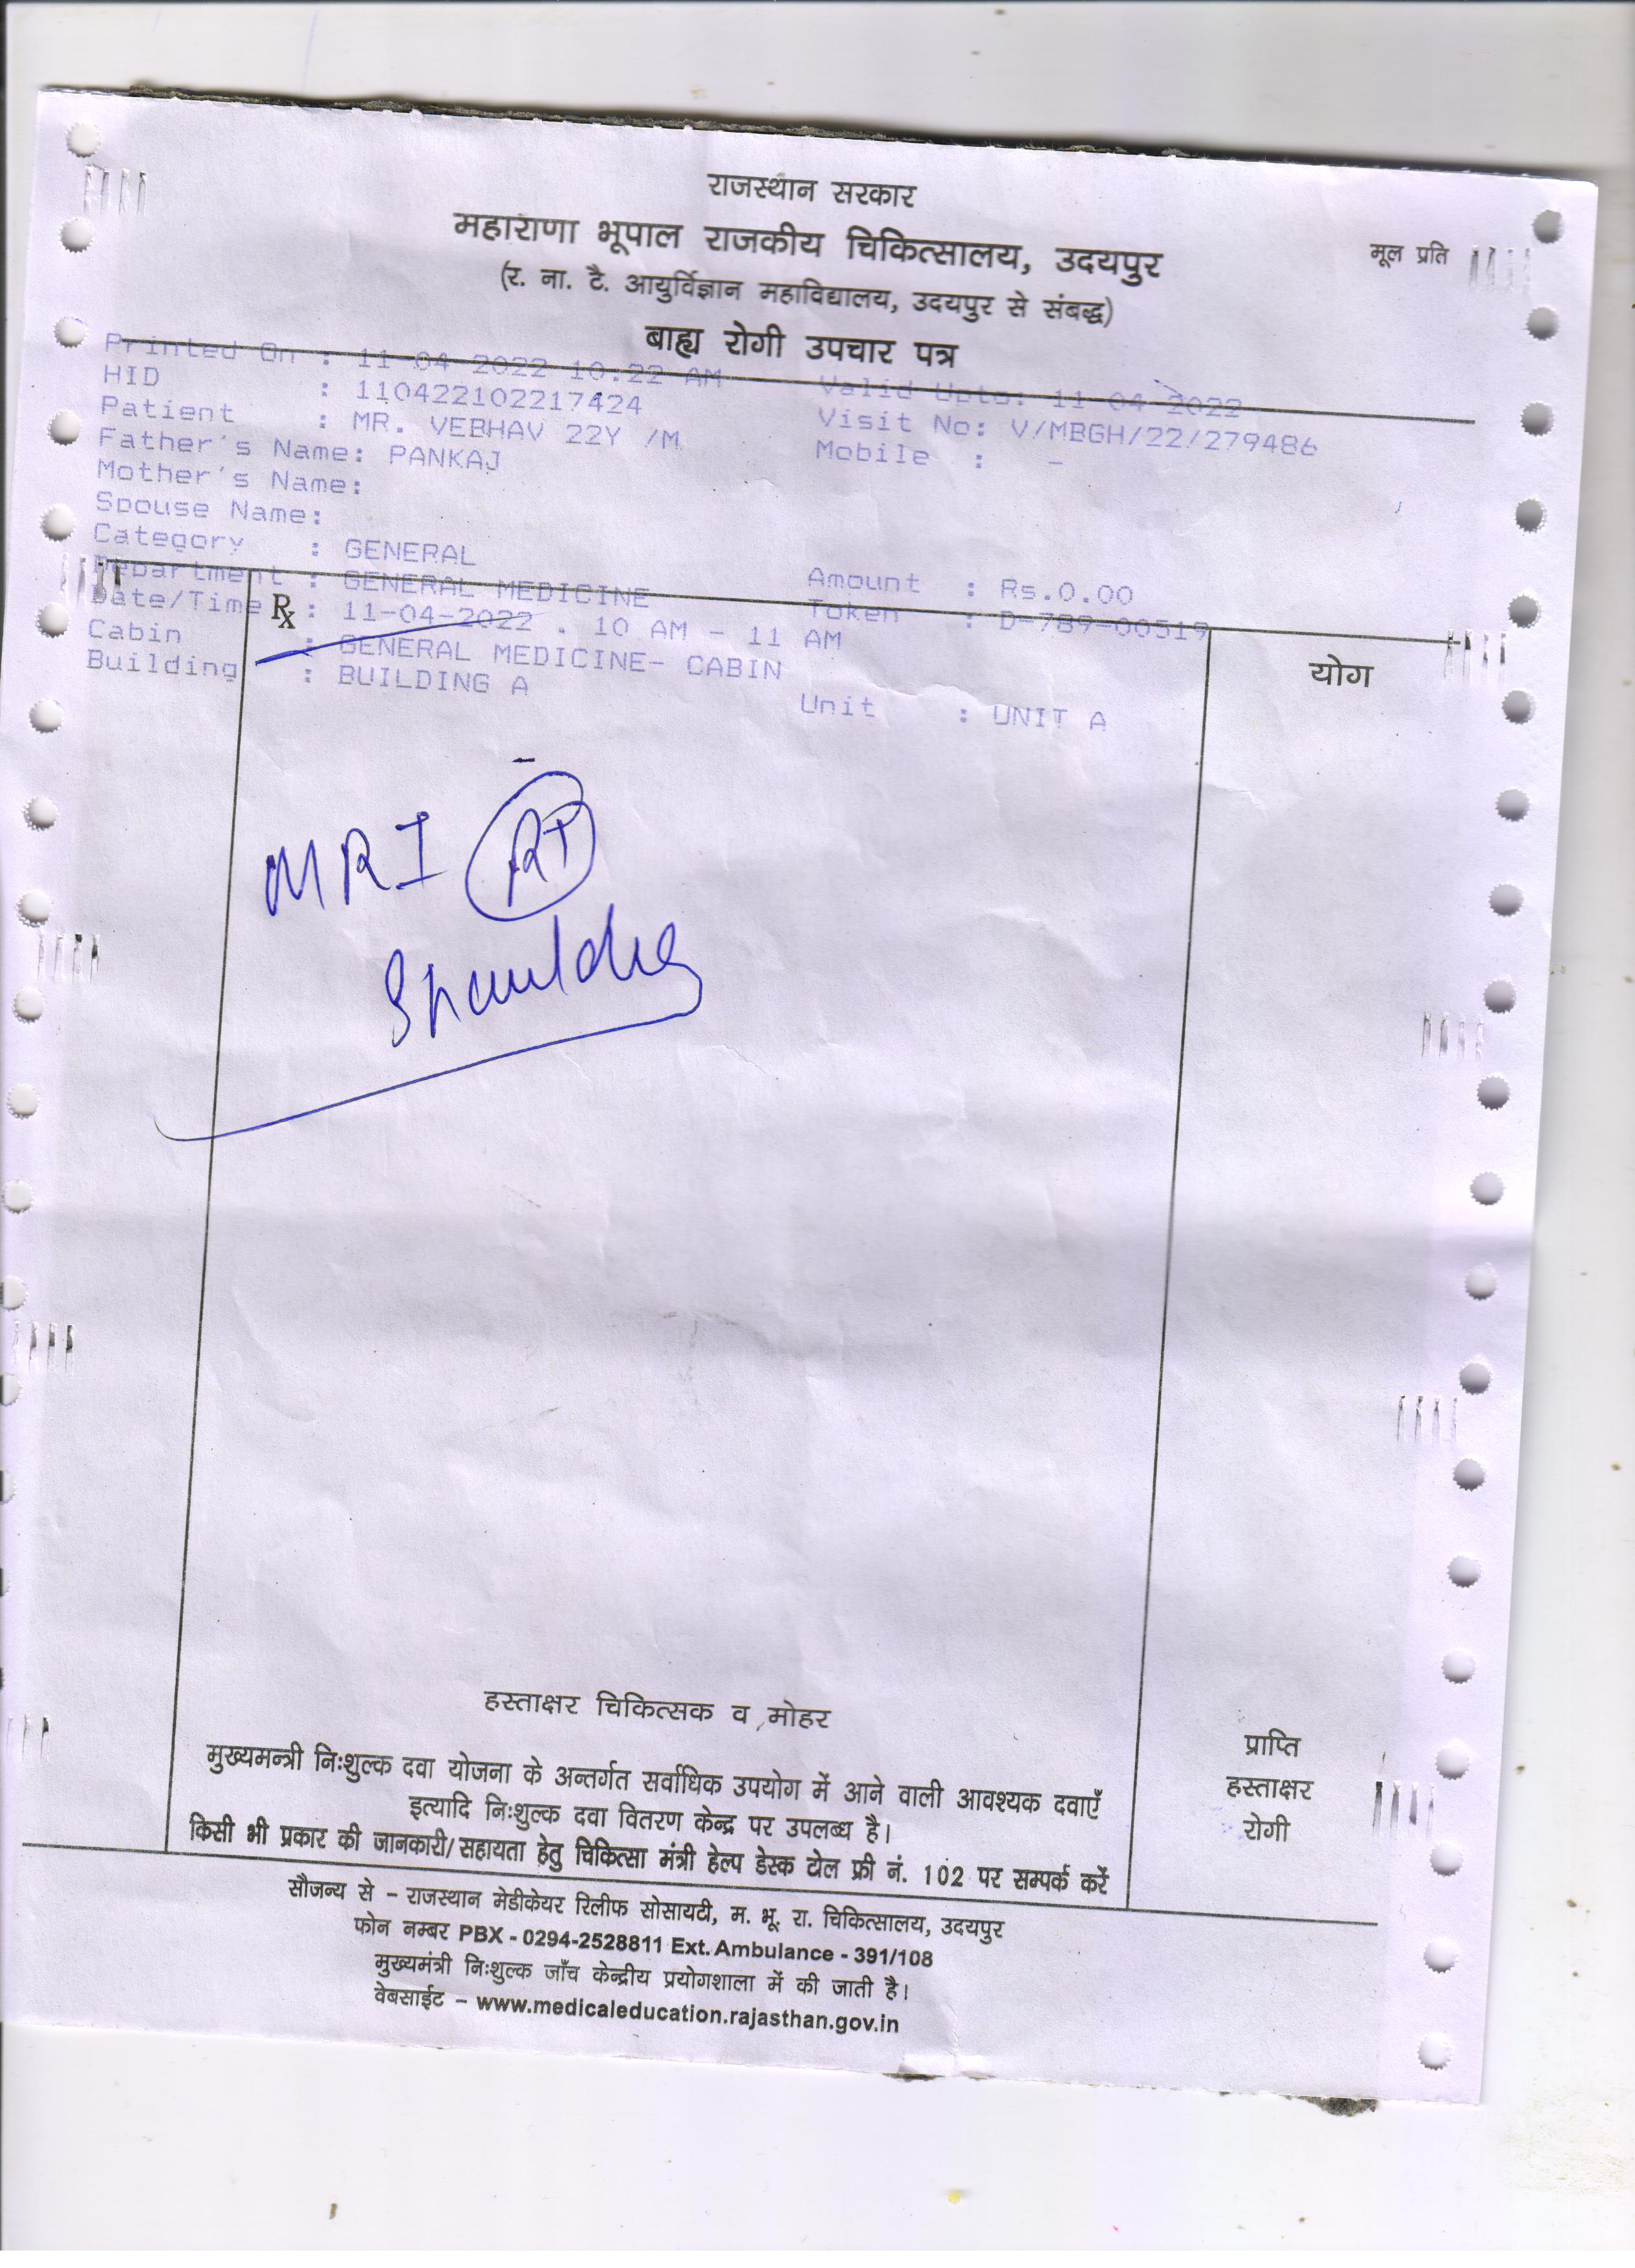 राजस्थान सरकार
महाराणा भूपाल राजकीय चिकित्सालय, उदयपुर
मूल प्रति
(र. ना. टै. आयुर्विज्ञान महाविद्यालय, उदयपुर से संबद्ध)
बाह्य रोगी उपचार पत्र
Printed On : 11-04-2022 10:22 AM Valid Upto: 11-04-2022
HID : 110422102217424 Visit No: V/MBGH/22/279486
Patient : MR. VEBHAV 22Y /M Mobile : -
Father's Name: PANKAJ
Mother's Name:
Spouse Name:
Category : GENERAL Amount : Rs.0.00
Department : GENERAL MEDICINE Token : D-789-00519
Date/Time : 11-04-2022 . 10 AM - 11 AM
Cabin : GENERAL MEDICINE- CABIN
Building : BUILDING A Unit : UNIT A
Rx
योग
MRI RT
Shoulder
हस्ताक्षर चिकित्सक व मोहर
मुख्यमन्त्री निःशुल्क दवा योजना के अन्तर्गत सर्वाधिक उपयोग में आने वाली आवश्यक दवाएँ
इत्यादि निःशुल्क दवा वितरण केन्द्र पर उपलब्ध है।
किसी भी प्रकार की जानकारी/सहायता हेतु चिकित्सा मंत्री हेल्प डेस्क टोल फ्री नं. 102 पर सम्पर्क करें
प्राप्ति
हस्ताक्षर
रोगी
सौजन्य से - राजस्थान मेडीकेयर रिलीफ सोसायटी, म. भू. रा. चिकित्सालय, उदयपुर
फोन नम्बर PBX - 0294-2528811 Ext. Ambulance - 391/108
मुख्यमंत्री निःशुल्क जाँच केन्द्रीय प्रयोगशाला में की जाती है।
वेबसाईट - www.medicaleducation.rajasthan.gov.in